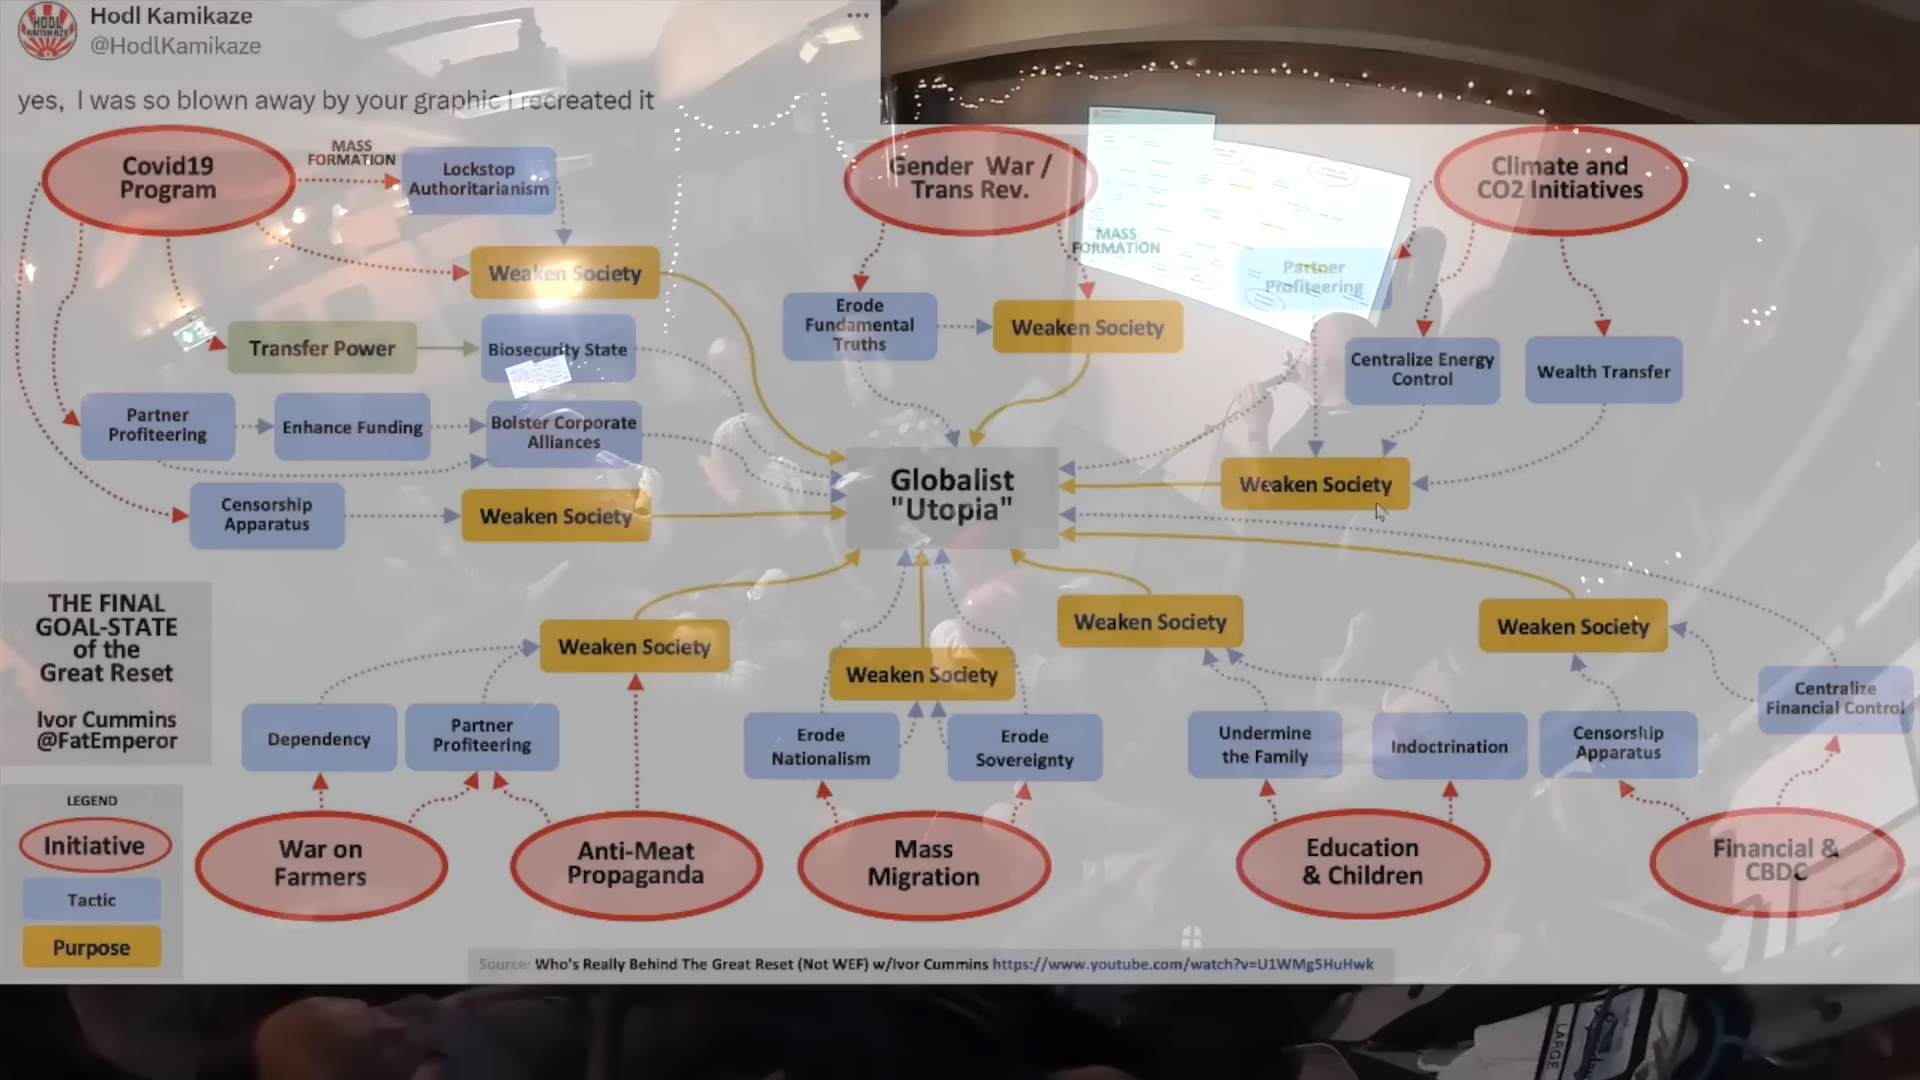 Hodl Kamikaze
@HodlKamikaze
yes, I was so blown away by your graphic I recreated it
Covid19
Program
MASS
FORMATION
Lockstop
Authoritarianism
Weaken Society
Transfer Power
Biosecurity State
Partner
Profiteering
Enhance Funding
Bolster Corporate
Alliances
Censorship
Apparatus
Weaken Society
Gender War /
Trans Rev.
MASS
FORMATION
Erode
Fundamental
Truths
Weaken Society
Climate and
CO2 Initiatives
Partner
Profiteering
Centralize Energy
Control
Wealth Transfer
Weaken Society
Globalist
"Utopia"
THE FINAL
GOAL-STATE
of the
Great Reset
Ivor Cummins
@FatEmperor
Weaken Society
Dependency
Partner
Profiteering
War on
Farmers
Anti-Meat
Propaganda
Weaken Society
Erode
Nationalism
Erode
Sovereignty
Mass
Migration
Weaken Society
Undermine
the Family
Indoctrination
Education
& Children
Weaken Society
Censorship
Apparatus
Centralize
Financial Control
Financial &
CBDC
LEGEND
Initiative
Tactic
Purpose
Source: Who's Really Behind The Great Reset (Not WEF) w/Ivor Cummins https://www.youtube.com/watch?v=U1WMg5HuHwk
LARGE